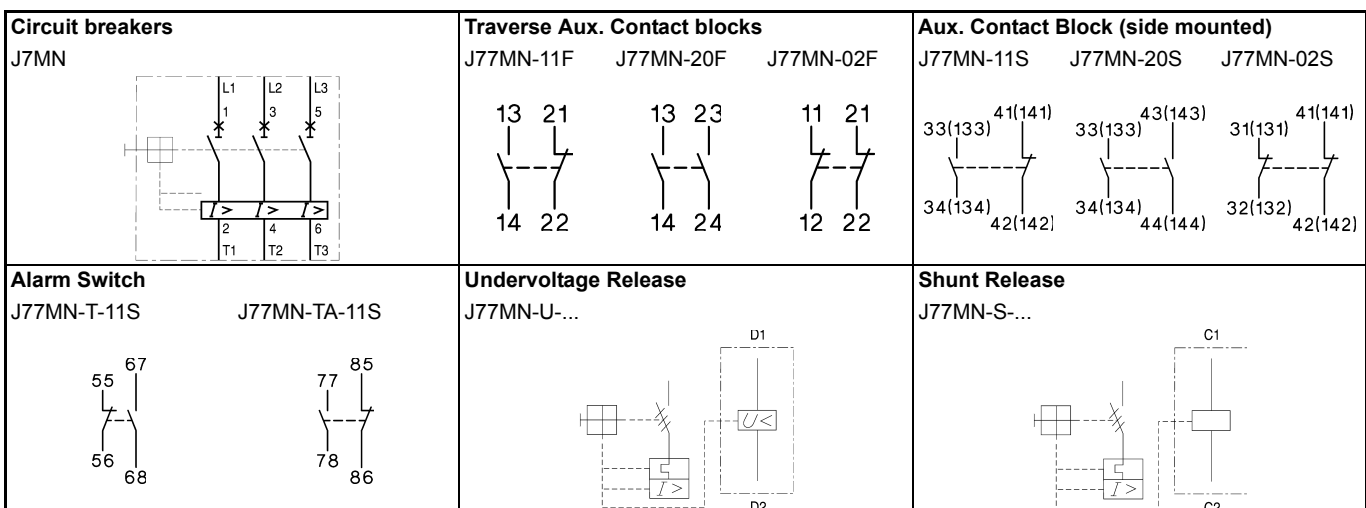 Circuit breakers
J7MN
L1 L2 L3
1 3 5
I > I > I >
2 4 6
T1 T2 T3
Traverse Aux. Contact blocks
J77MN-11F J77MN-20F J77MN-02F
13 21 13 23 11 21
14 22 14 24 12 22
Aux. Contact Block (side mounted)
J77MN-11S J77MN-20S J77MN-02S
33(133) 41(141) 33(133) 43(143) 31(131) 41(141)
34(134) 42(142) 34(134) 44(144) 32(132) 42(142)
Alarm Switch
J77MN-T-11S J77MN-TA-11S
55 67 77 85
56 68 78 86
Undervoltage Release
J77MN-U-...
D1
U<
I >
D2
Shunt Release
J77MN-S-...
C1
I >
C2